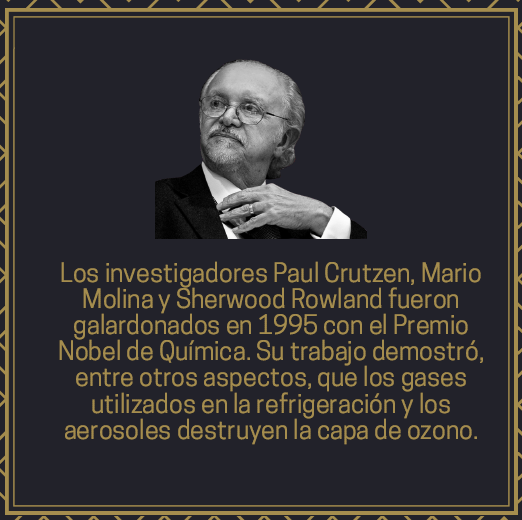 Los investigadores Paul Crutzen, Mario
Molina y Sherwood Rowland fueron
galardonados en 1995 con el Premio
Nobel de Química. Su trabajo demostró,
entre otros aspectos, que los gases
utilizados en la refrigeración y los
aerosoles destruyen la capa de ozono.